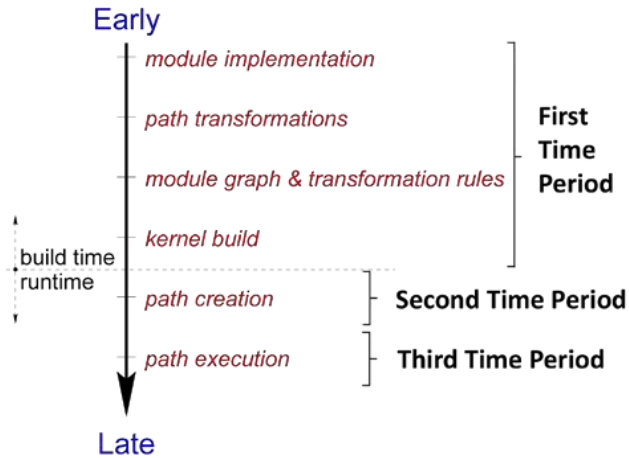 Early
module implementation
path transformations
First
Time
Period
module graph & transformation rules
kernel build
build time
runtime
path creation
Second Time Period
path execution
Third Time Period
Late